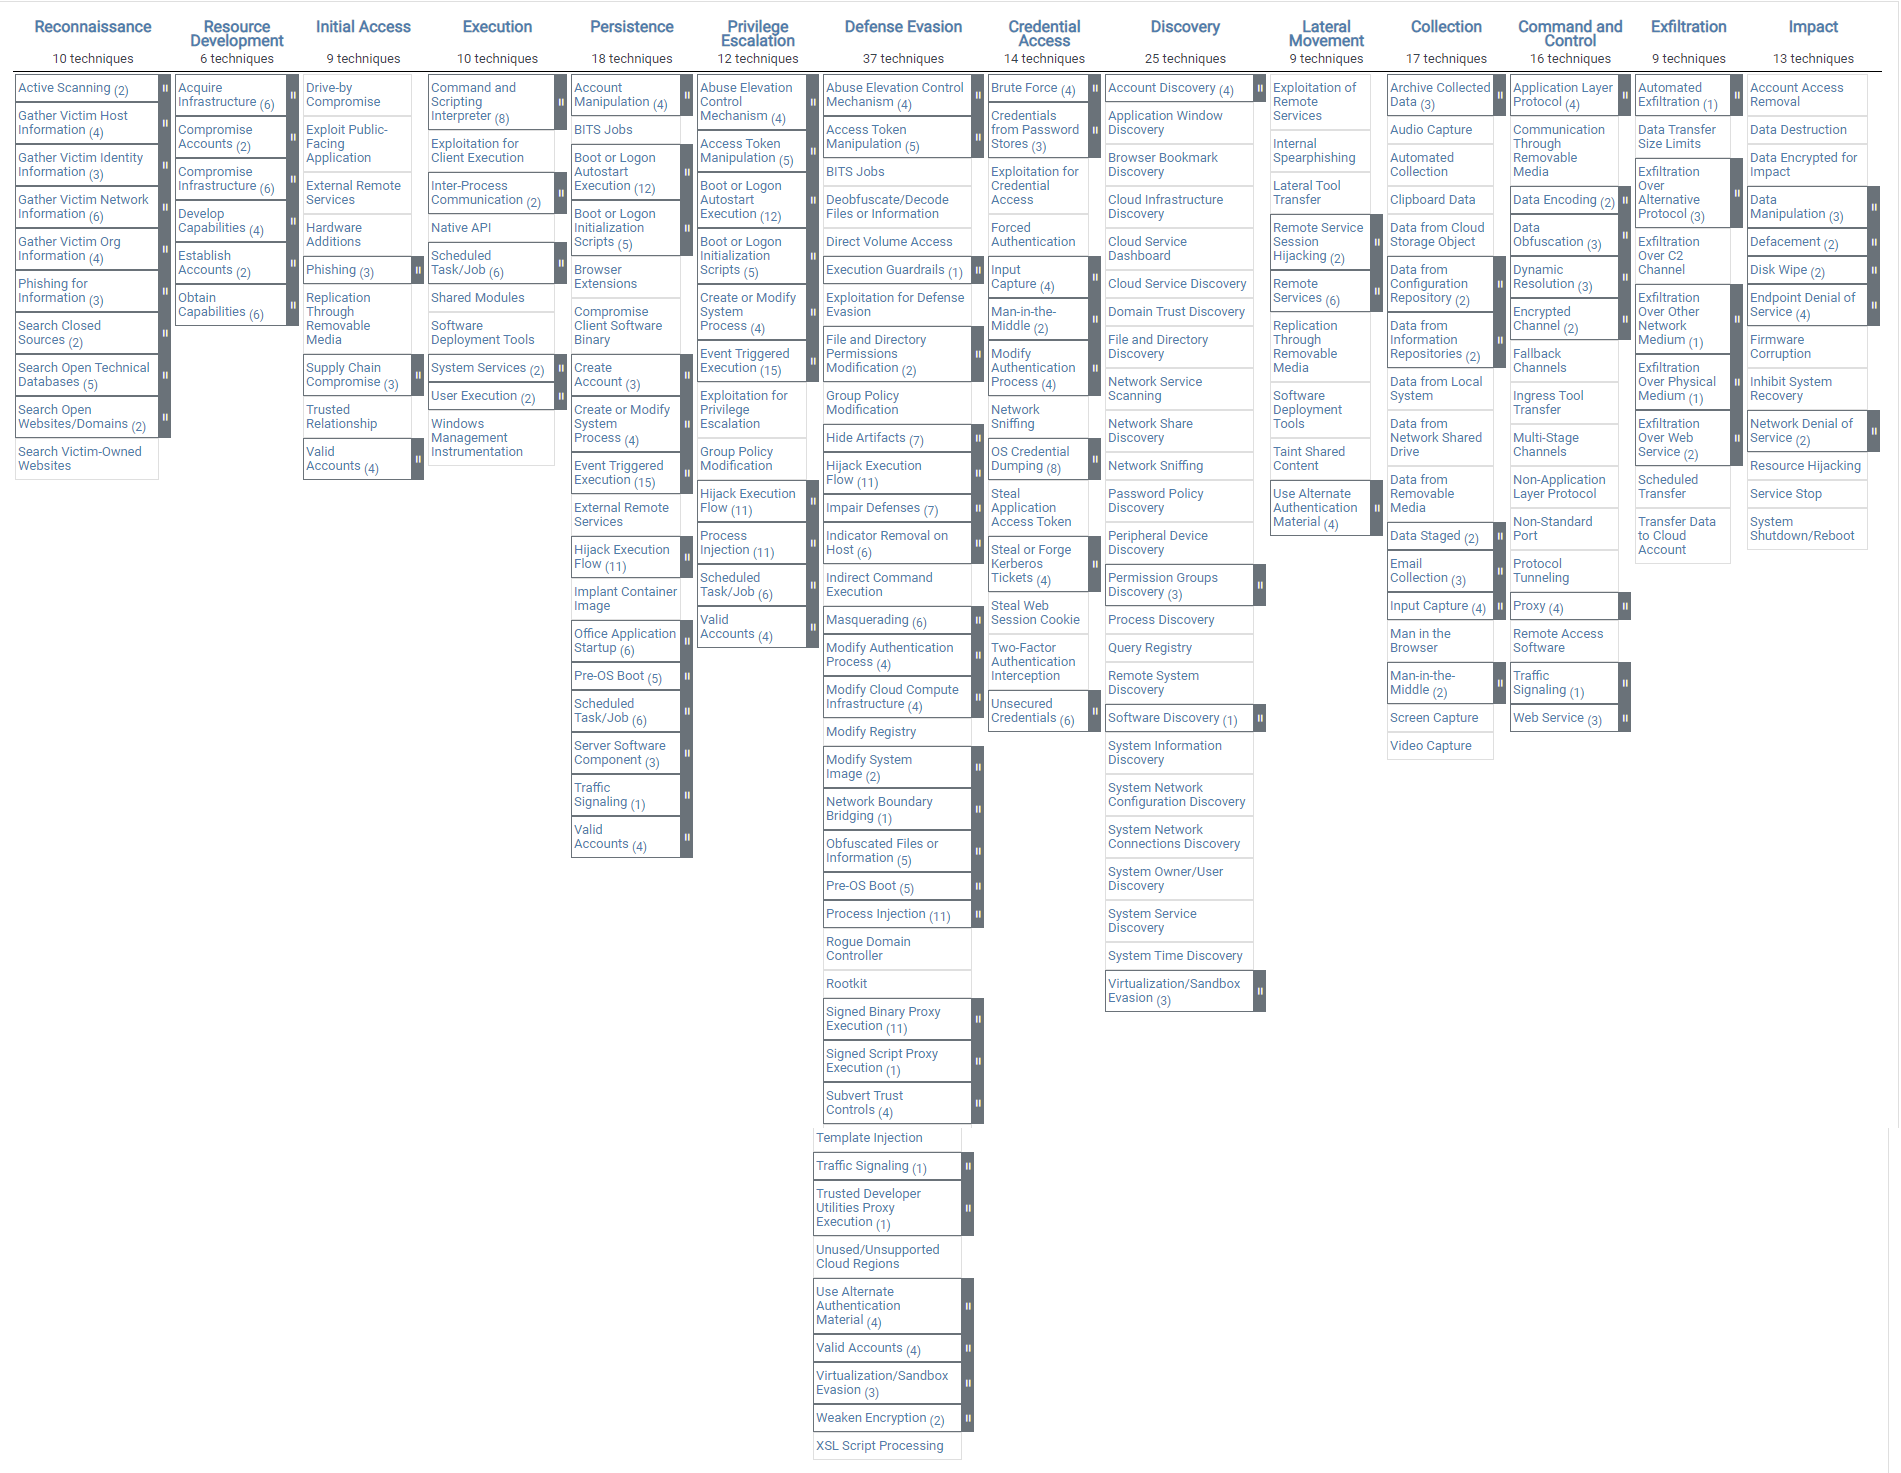 Reconnaissance
10 techniques
Active Scanning (2)
Gather Victim Host
Information (4)
Gather Victim Identity
Information (3)
Gather Victim Network
Information (6)
Gather Victim Org
Information (4)
Phishing for
Information (3)
Search Closed
Sources (2)
Search Open Technical
Databases (5)
Search Open
Websites/Domains (2)
Search Victim-Owned
Websites
Resource
Development
6 techniques
Acquire
Infrastructure (6)
Compromise
Accounts (2)
Compromise
Infrastructure (6)
Develop
Capabilities (4)
Establish
Accounts (2)
Obtain
Capabilities (6)
Initial Access
9 techniques
Drive-by
Compromise
Exploit Public-
Facing
Application
External Remote
Services
Hardware
Additions
Phishing (3)
Replication
Through
Removable
Media
Supply Chain
Compromise (3)
Trusted
Relationship
Valid
Accounts (4)
Execution
10 techniques
Command and
Scripting
Interpreter (8)
Exploitation for
Client Execution
Inter-Process
Communication (2)
Native API
Scheduled
Task/Job (6)
Shared Modules
Software
Deployment Tools
System Services (2)
User Execution (2)
Windows
Management
Instrumentation
Persistence
18 techniques
Account
Manipulation (4)
BITS Jobs
Boot or Logon
Autostart
Execution (12)
Boot or Logon
Initialization
Scripts (5)
Browser
Extensions
Compromise
Client Software
Binary
Create
Account (3)
Create or Modify
System
Process (4)
Event Triggered
Execution (15)
External Remote
Services
Hijack Execution
Flow (11)
Implant Container
Image
Office Application
Startup (6)
Pre-OS Boot (5)
Scheduled
Task/Job (6)
Server Software
Component (3)
Traffic
Signaling (1)
Valid
Accounts (4)
Privilege
Escalation
12 techniques
Abuse Elevation
Control
Mechanism (4)
Access Token
Manipulation (5)
Boot or Logon
Autostart
Execution (12)
Boot or Logon
Initialization
Scripts (5)
Create or Modify
System
Process (4)
Event Triggered
Execution (15)
Exploitation for
Privilege
Escalation
Group Policy
Modification
Hijack Execution
Flow (11)
Process
Injection (11)
Scheduled
Task/Job (6)
Valid
Accounts (4)
Defense Evasion
37 techniques
Abuse Elevation Control
Mechanism (4)
Access Token
Manipulation (5)
BITS Jobs
Deobfuscate/Decode
Files or Information
Direct Volume Access
Execution Guardrails (1)
Exploitation for Defense
Evasion
File and Directory
Permissions
Modification (2)
Group Policy
Modification
Hide Artifacts (7)
Hijack Execution
Flow (11)
Impair Defenses (7)
Indicator Removal on
Host (6)
Indirect Command
Execution
Masquerading (6)
Modify Authentication
Process (4)
Modify Cloud Compute
Infrastructure (4)
Modify Registry
Modify System
Image (2)
Network Boundary
Bridging (1)
Obfuscated Files or
Information (5)
Pre-OS Boot (5)
Process Injection (11)
Rogue Domain
Controller
Rootkit
Signed Binary Proxy
Execution (11)
Signed Script Proxy
Execution (1)
Subvert Trust
Controls (4)
Template Injection
Traffic Signaling (1)
Trusted Developer
Utilities Proxy
Execution (1)
Unused/Unsupported
Cloud Regions
Use Alternate
Authentication
Material (4)
Valid Accounts (4)
Virtualization/Sandbox
Evasion (3)
Weaken Encryption (2)
XSL Script Processing
Credential
Access
14 techniques
Brute Force (4)
Credentials
from Password
Stores (3)
Exploitation for
Credential
Access
Forced
Authentication
Input
Capture (4)
Man-in-the-
Middle (2)
Modify
Authentication
Process (4)
Network
Sniffing
OS Credential
Dumping (8)
Steal
Application
Access Token
Steal or Forge
Kerberos
Tickets (4)
Steal Web
Session Cookie
Two-Factor
Authentication
Interception
Unsecured
Credentials (6)
Discovery
25 techniques
Account Discovery (4)
Application Window
Discovery
Browser Bookmark
Discovery
Cloud Infrastructure
Discovery
Cloud Service
Dashboard
Cloud Service Discovery
Domain Trust Discovery
File and Directory
Discovery
Network Service
Scanning
Network Share
Discovery
Network Sniffing
Password Policy
Discovery
Peripheral Device
Discovery
Permission Groups
Discovery (3)
Process Discovery
Query Registry
Remote System
Discovery
Software Discovery (1)
System Information
Discovery
System Network
Configuration Discovery
System Network
Connections Discovery
System Owner/User
Discovery
System Service
Discovery
System Time Discovery
Virtualization/Sandbox
Evasion (3)
Lateral
Movement
9 techniques
Exploitation of
Remote
Services
Internal
Spearphishing
Lateral Tool
Transfer
Remote Service
Session
Hijacking (2)
Remote
Services (6)
Replication
Through
Removable
Media
Software
Deployment
Tools
Taint Shared
Content
Use Alternate
Authentication
Material (4)
Collection
17 techniques
Archive Collected
Data (3)
Audio Capture
Automated
Collection
Clipboard Data
Data from Cloud
Storage Object
Data from
Configuration
Repository (2)
Data from
Information
Repositories (2)
Data from Local
System
Data from
Network Shared
Drive
Data from
Removable
Media
Data Staged (2)
Email
Collection (3)
Input Capture (4)
Man in the
Browser
Man-in-the-
Middle (2)
Screen Capture
Video Capture
Command and
Control
16 techniques
Application Layer
Protocol (4)
Communication
Through
Removable
Media
Data Encoding (2)
Data
Obfuscation (3)
Dynamic
Resolution (3)
Encrypted
Channel (2)
Fallback
Channels
Ingress Tool
Transfer
Multi-Stage
Channels
Non-Application
Layer Protocol
Non-Standard
Port
Protocol
Tunneling
Proxy (4)
Remote Access
Software
Traffic
Signaling (1)
Web Service (3)
Exfiltration
9 techniques
Automated
Exfiltration (1)
Data Transfer
Size Limits
Exfiltration
Over
Alternative
Protocol (3)
Exfiltration
Over C2
Channel
Exfiltration
Over Other
Network
Medium (1)
Exfiltration
Over Physical
Medium (1)
Exfiltration
Over Web
Service (2)
Scheduled
Transfer
Transfer Data
to Cloud
Account
Impact
13 techniques
Account Access
Removal
Data Destruction
Data Encrypted for
Impact
Data
Manipulation (3)
Defacement (2)
Disk Wipe (2)
Endpoint Denial of
Service (4)
Firmware
Corruption
Inhibit System
Recovery
Network Denial of
Service (2)
Resource Hijacking
Service Stop
System
Shutdown/Reboot